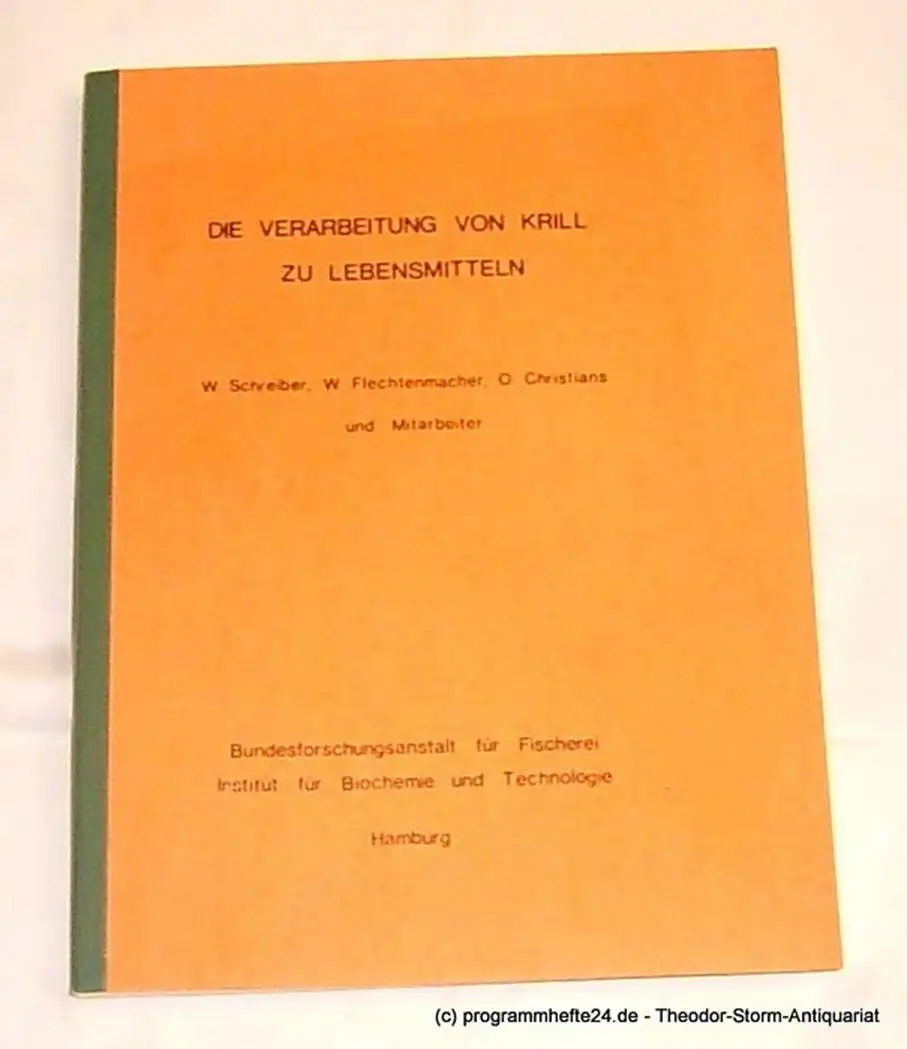 DIE VERARBEITUNG VON KRILL
ZU LEBENSMITTELN
W. Schreiber, W. Flechtenmacher, O. Christians
und Mitarbeiter
Bundesforschungsanstalt für Fischerei
Institut für Biochemie und Technologie
Hamburg
(c) programmhefte24.de - Theodor-Storm-Antiquariat